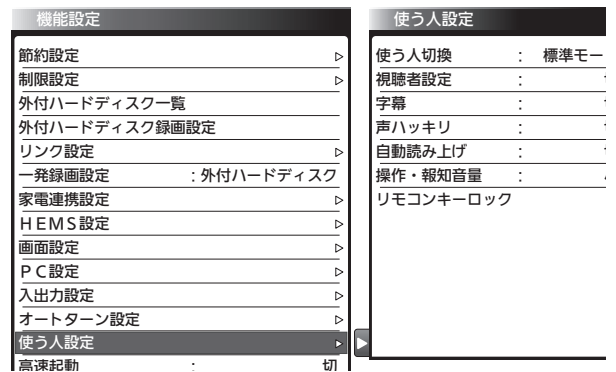 機能設定
節約設定
制限設定
外付ハードディスク一覧
外付ハードディスク録画設定
リンク設定
一発録画設定 : 外付ハードディスク
家電連携設定
ＨＥＭＳ設定
画面設定
ＰＣ設定
入出力設定
オートターン設定
使う人設定
高速起動 : 切
使う人設定
使う人切換 : 標準モー
視聴者設定 :
字幕 :
声ハッキリ :
自動読み上げ :
操作・報知音量 :
リモコンキーロック